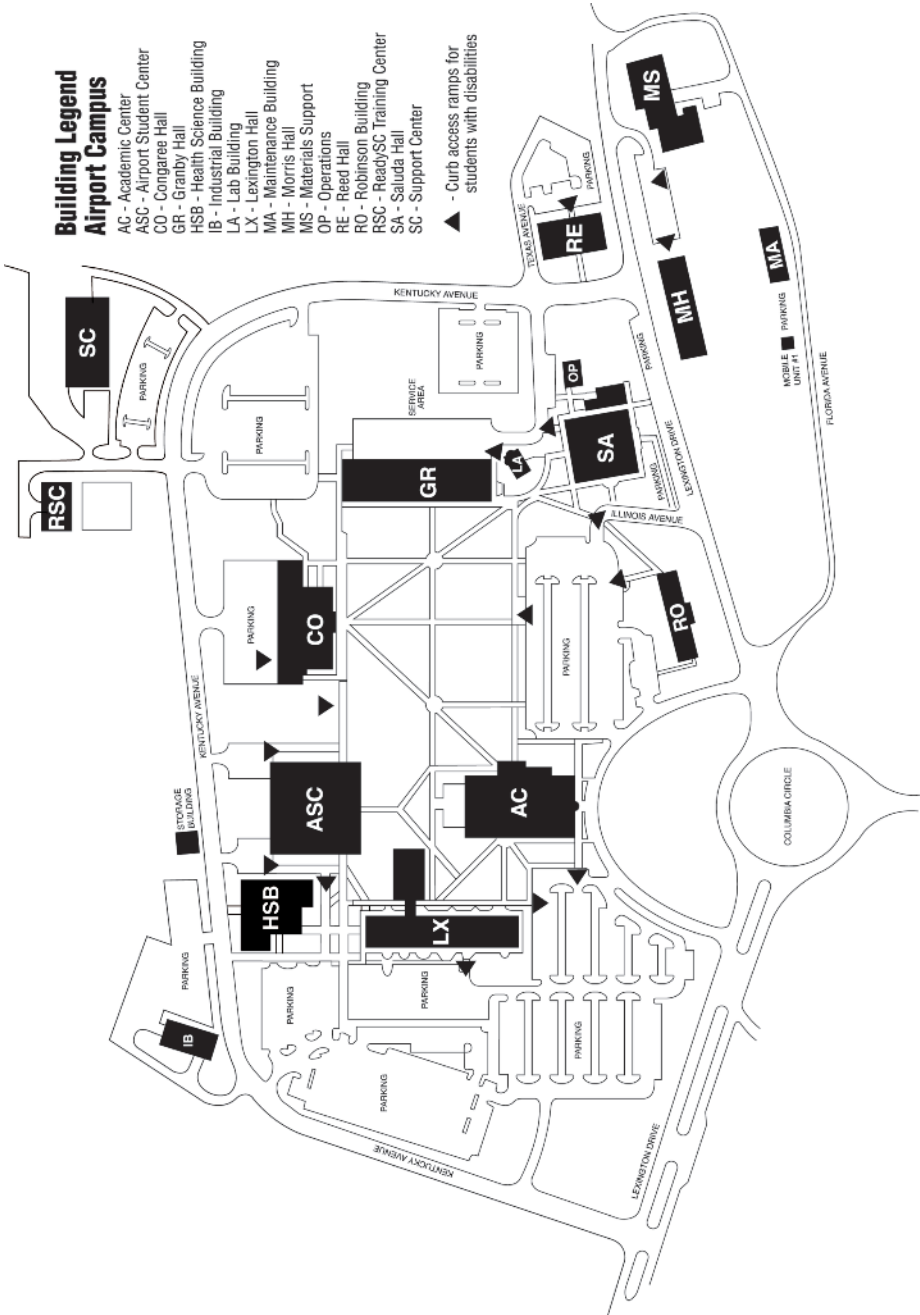 Building Legend
Airport Campus
AC - Academic Center
ASC - Airport Student Center
CO - Congaree Hall
GR - Granby Hall
HSB - Health Science Building
IB - Industrial Building
LA - Lab Building
LX - Lexington Hall
MA - Maintenance Building
MH - Morris Hall
MS - Materials Support
OP - Operations
RE - Reed Hall
RO - Robinson Building
RSC - ReadySC Training Center
SA - Saluda Hall
SC - Support Center
- Curb access ramps for
students with disabilities
SC
PARKING
RSC
KENTUCKY AVENUE
PARKING
SERVICE
AREA
PARKING
TEXAS AVENUE
RE
PARKING
MS
GR
LA
OP
SA
PARKING
PARKING
LEXINGTON DRIVE
ILLINOIS AVENUE
MH
MA
MOBILE
UNIT #1
PARKING
FLORIDA AVENUE
PARKING
CO
PARKING
RO
KENTUCKY AVENUE
STORAGE
BUILDING
ASC
AC
COLUMBIA CIRCLE
HSB
LX
PARKING
IB
PARKING
PARKING
PARKING
PARKING
KENTUCKY AVENUE
LEXINGTON DRIVE